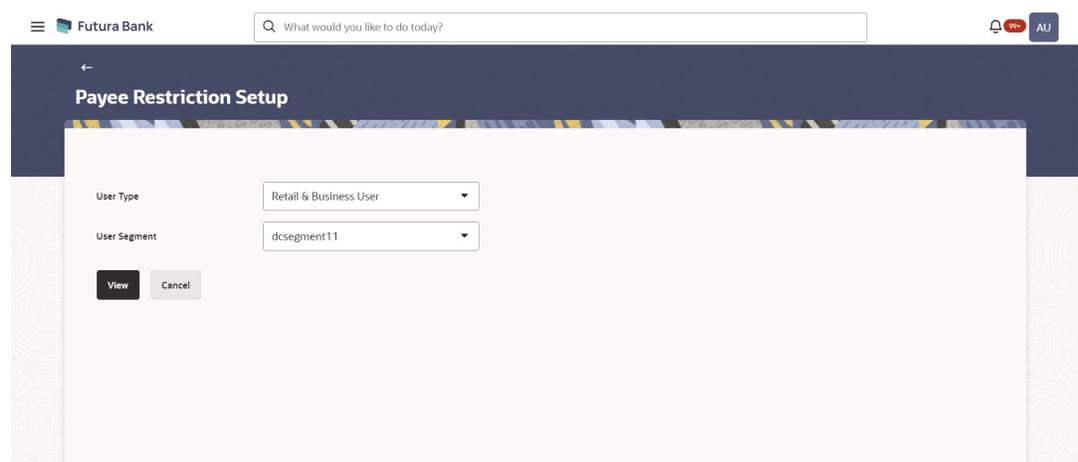 Futura Bank
What would you like to do today?
99+
AU
Payee Restriction Setup
User Type
Retail & Business User
User Segment
dcsegment11
View
Cancel